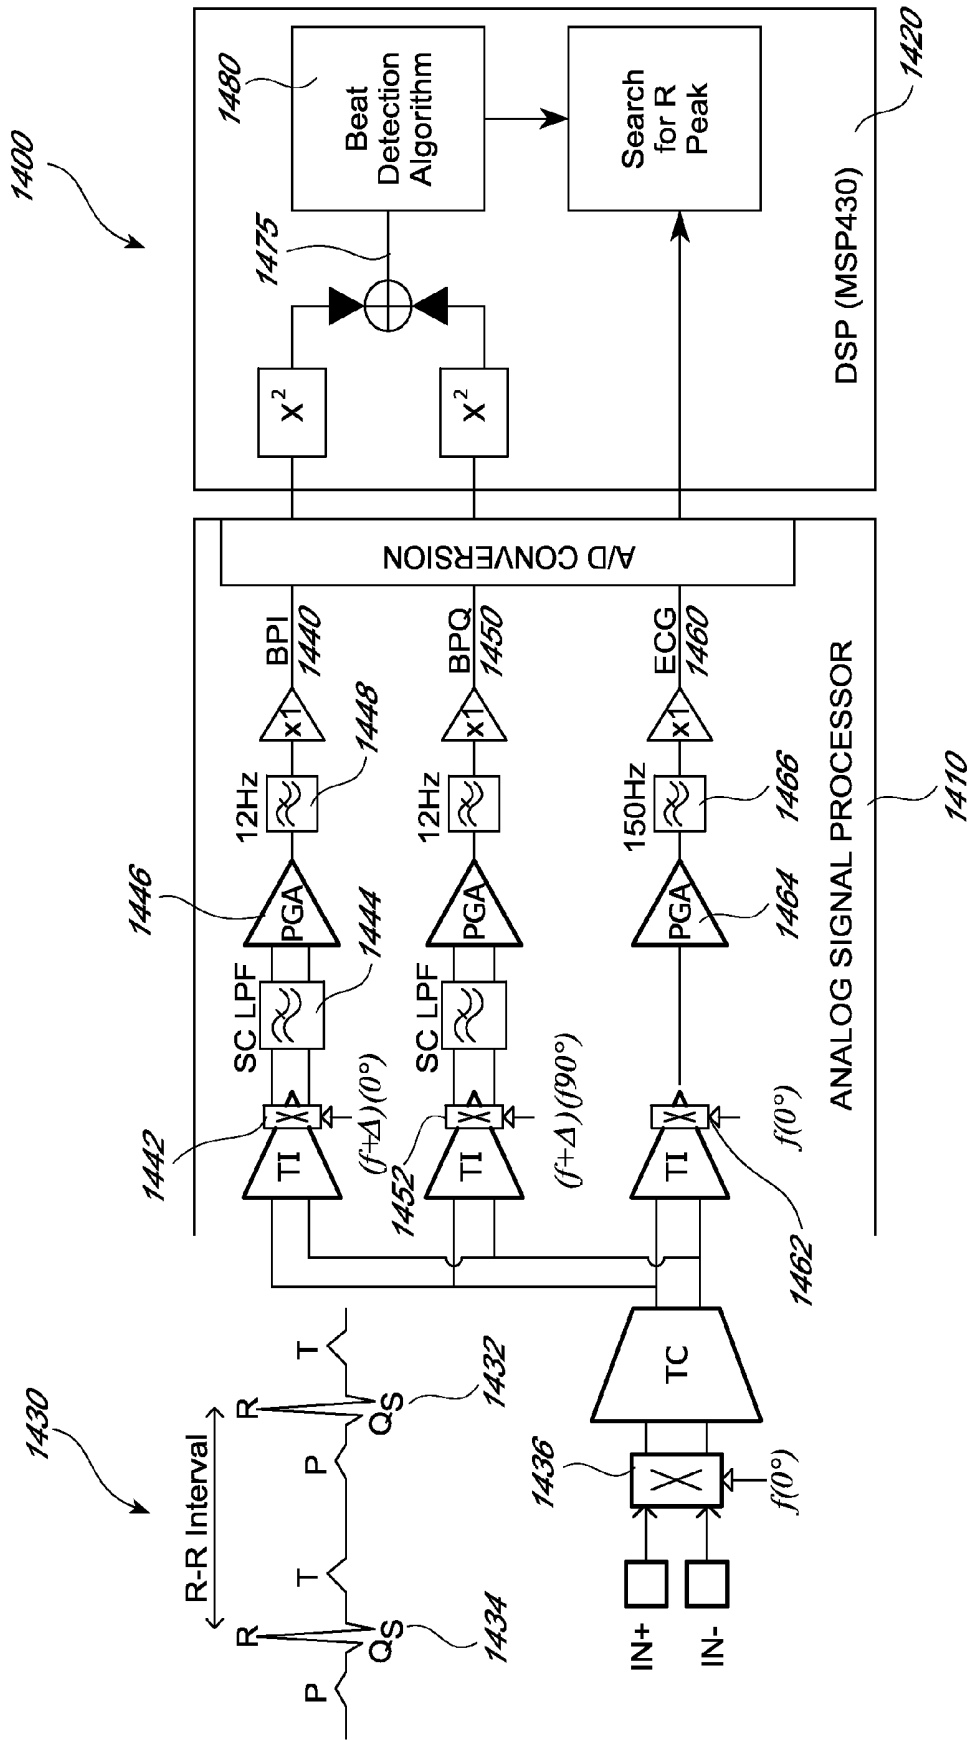 1400
1430
R-R Interval
R
R
P
T
P
T
QS
QS
1434
1432
IN+
IN-
1436
f(0°)
TC
1442
TI
(f+Δ)(0°)
SC LPF
1444
1446
PGA
12Hz
1448
x1
BPI
1440
1452
TI
(f+Δ)(f90°)
SC LPF
PGA
12Hz
x1
BPQ
1450
1462
TI
f(0°)
PGA
1464
150Hz
1466
x1
ECG
1460
A/D CONVERSION
ANALOG SIGNAL PROCESSOR
1410
X²
X²
1475
1480
Beat
Detection
Algorithm
Search
for R
Peak
DSP (MSP430)
1420